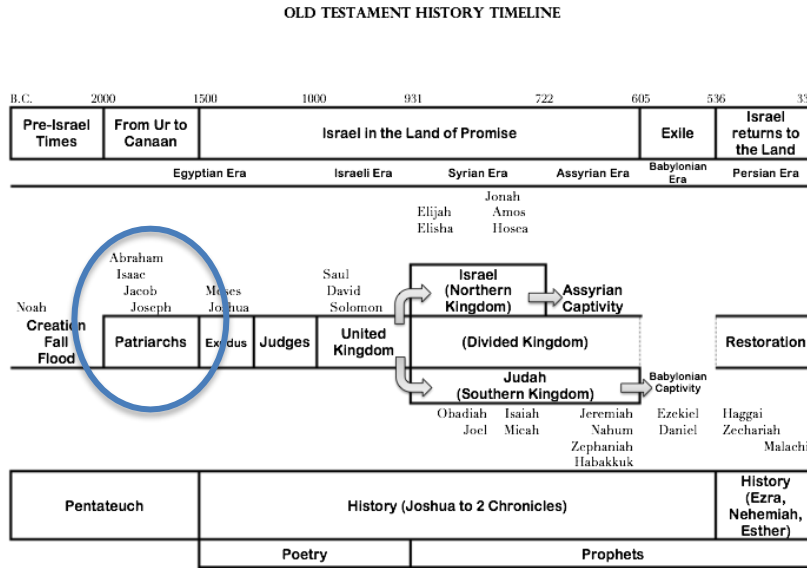 OLD TESTAMENT HISTORY TIMELINE
B.C. 2000 1500 1000 931 722 605 536
Pre-Israel Times
From Ur to Canaan
Israel in the Land of Promise
Exile
Israel returns to the Land
Egyptian Era
Israeli Era
Syrian Era
Assyrian Era
Babylonian Era
Persian Era
Jonah
Elijah Amos
Elisha Hosea
Abraham
Isaac
Jacob
Joseph
Noah
Moses
Joshua
Saul
David
Solomon
Creation
Fall
Flood
Patriarchs
Exodus
Judges
United
Kingdom
Israel
(Northern
Kingdom)
Assyrian
Captivity
(Divided Kingdom)
Restoration
Judah
(Southern Kingdom)
Babylonian
Captivity
Obadiah Isaiah Jeremiah Ezekiel Haggai
Joel Micah Nahum Daniel Zechariah
Zephaniah Malachi
Habakkuk
Pentateuch
History (Joshua to 2 Chronicles)
History
(Ezra,
Nehemiah,
Esther)
Poetry
Prophets